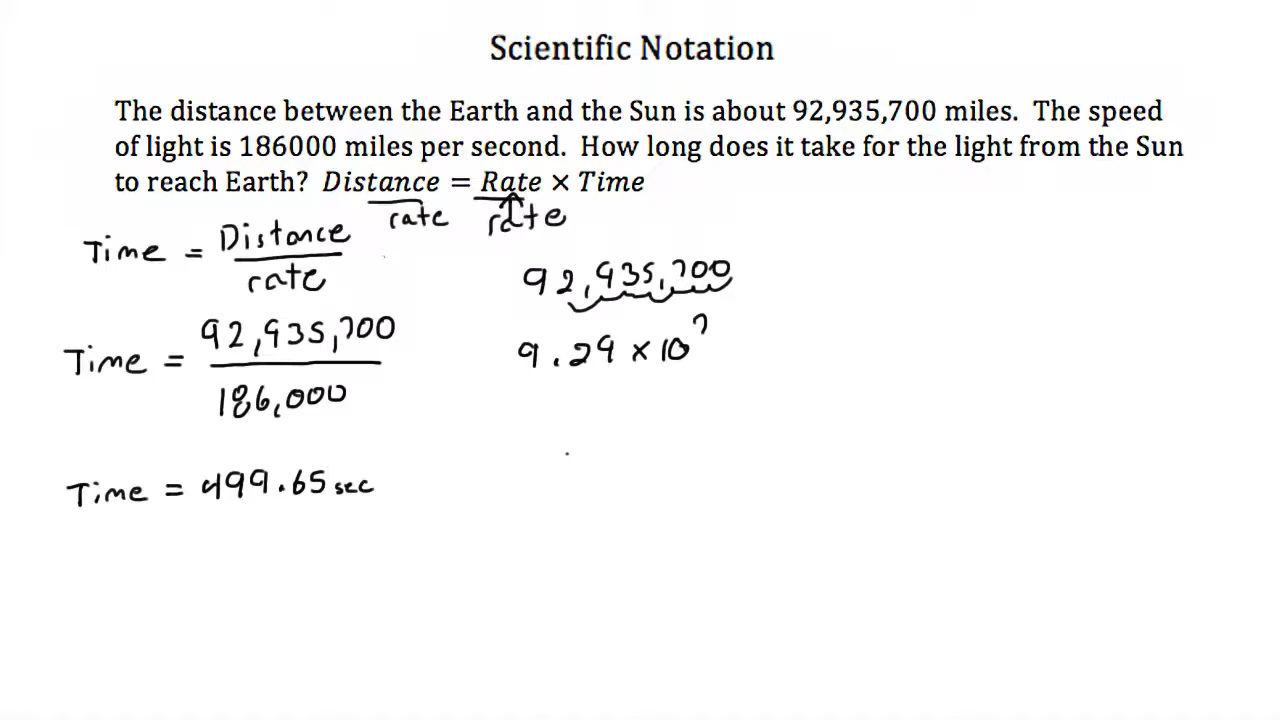 Scientific Notation
The distance between the Earth and the Sun is about 92,935,700 miles. The speed
of light is 186000 miles per second. How long does it take for the light from the Sun
to reach Earth? Distance = Rate × Time
rate rate
Time = Distance / rate
92,935,700
Time = 92,935,700 / 186,000
9.29 × 10⁷
Time = 499.65 sec